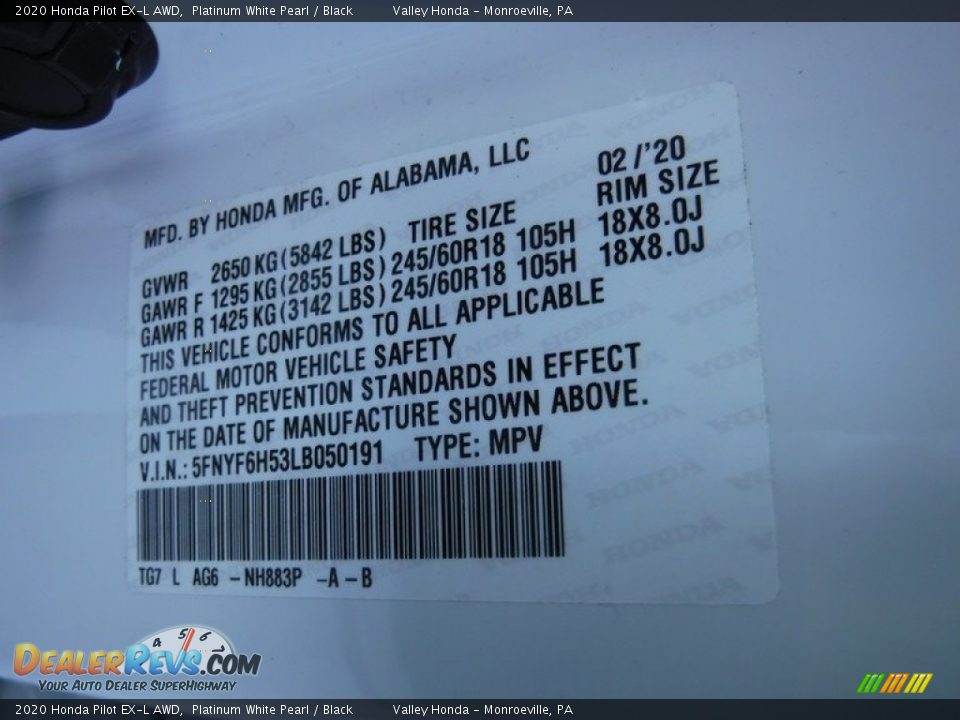 2020 Honda Pilot EX-L AWD, Platinum White Pearl / Black Valley Honda - Monroeville, PA
MFD. BY HONDA MFG. OF ALABAMA, LLC 02/'20
TIRE SIZE RIM SIZE
GVWR 2650 KG (5842 LBS)
GAWR F 1295 KG (2855 LBS) 245/60R18 105H 18X8.0J
GAWR R 1425 KG (3142 LBS) 245/60R18 105H 18X8.0J
THIS VEHICLE CONFORMS TO ALL APPLICABLE
FEDERAL MOTOR VEHICLE SAFETY
AND THEFT PREVENTION STANDARDS IN EFFECT
ON THE DATE OF MANUFACTURE SHOWN ABOVE.
V.I.N.: 5FNYF6H53LB050191 TYPE: MPV
TG7 L AG6 -NH883P -A -B
4 5 6
DEALERREVS.COM
YOUR AUTO DEALER SUPERHIGHWAY
2020 Honda Pilot EX-L AWD, Platinum White Pearl / Black Valley Honda - Monroeville, PA